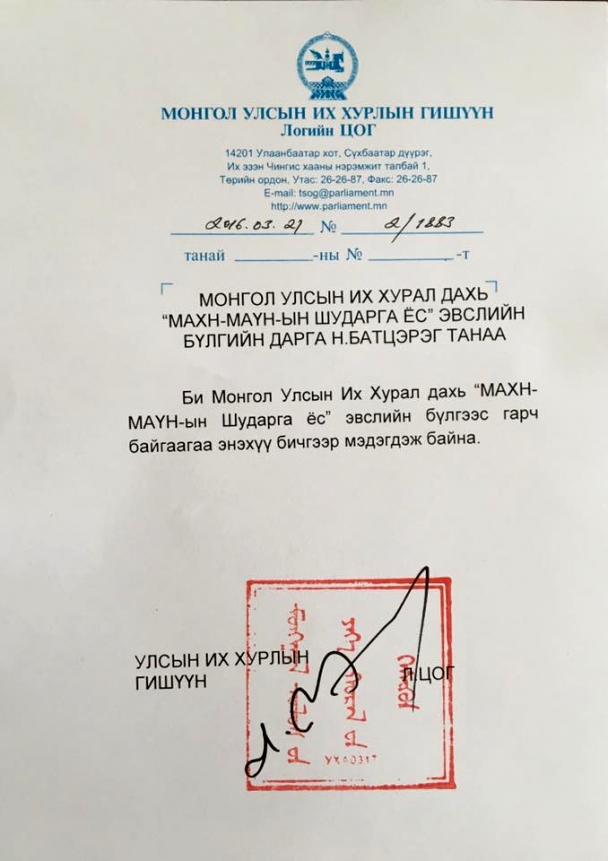 МОНГОЛ УЛСЫН ИХ ХУРЛЫН ГИШҮҮН
Логийн ЦОГ
14201 Улаанбаатар хот, Сүхбаатар дүүрэг,
Их эзэн Чингис хааны нэрэмжит талбай 1,
Төрийн ордон, Утас: 26-26-87, Факс: 26-26-87
E-mail: tsog@parliament.mn
http://www.parliament.mn
2016.03.21 № 2/1883
танай ____________-ны № ____________-т
МОНГОЛ УЛСЫН ИХ ХУРАЛ ДАХЬ
“МАХН-МАҮН-ЫН ШУДАРГА ЁС” ЭВСЛИЙН
БҮЛГИЙН ДАРГА Н.БАТЦЭРЭГ ТАНАА
Би Монгол Улсын Их Хурал дахь “МАХН-
МАҮН-ын Шударга ёс” эвслийн бүлгээс гарч
байгаагаа энэхүү бичгээр мэдэгдэж байна.
УЛСЫН ИХ ХУРЛЫН
ГИШҮҮН
Л.ЦОГ
УХА0317